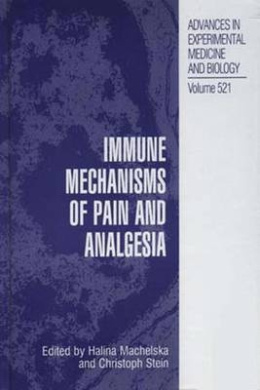 ADVANCES IN
EXPERIMENTAL
MEDICINE
AND BIOLOGY
Volume 521
IMMUNE
MECHANISMS
OF PAIN AND
ANALGESIA
Edited by Halina Machelska
and Christoph Stein